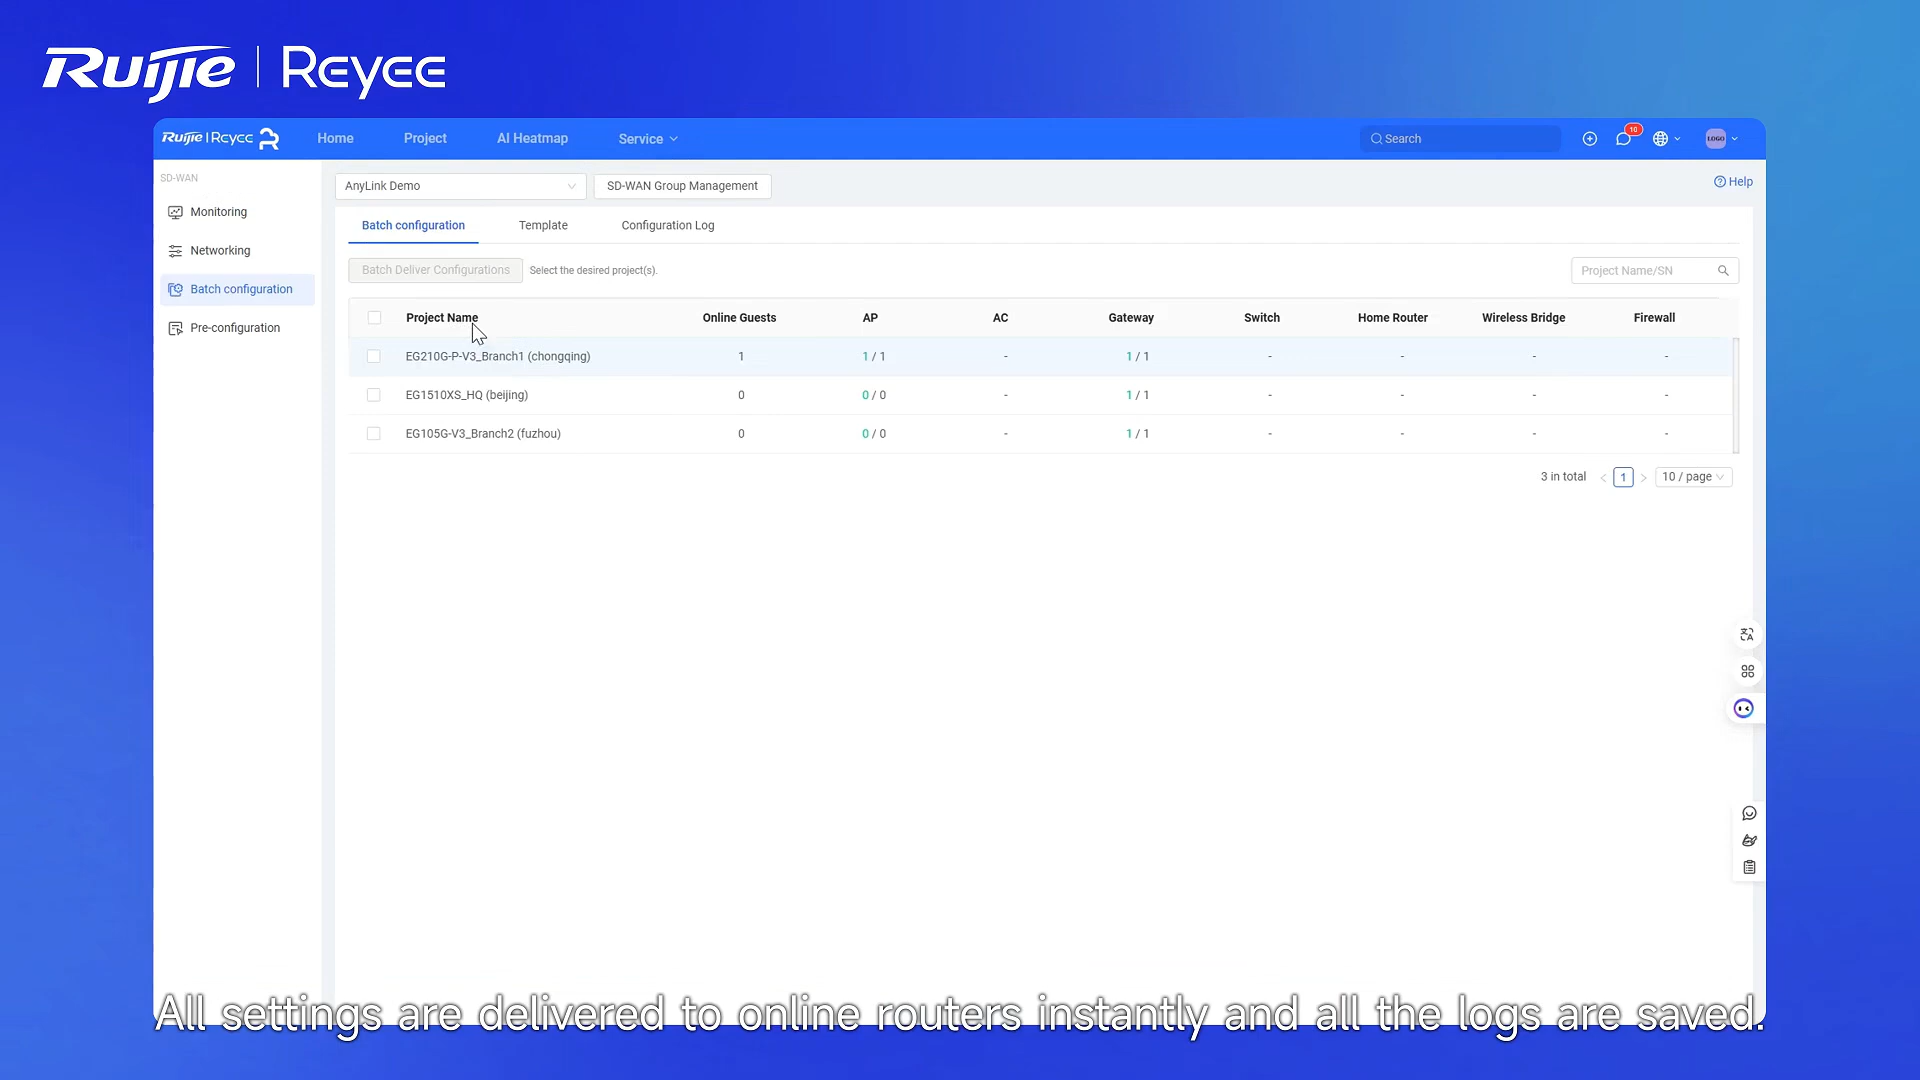 Ruijie | Reyee
Ruijie | Reyee Home Project AI Heatmap Service Search 10 LOGO
SD-WAN
Monitoring
Networking
Batch configuration
Pre-configuration
AnyLink Demo SD-WAN Group Management Help
Batch configuration Template Configuration Log
Batch Deliver Configurations Select the desired project(s). Project Name/SN
Project Name Online Guests AP AC Gateway Switch Home Router Wireless Bridge Firewall
EG210G-P-V3_Branch1 (chongqing) 1 1 / 1 - 1 / 1 - - - -
EG1510XS_HQ (beijing) 0 0 / 0 - 1 / 1 - - - -
EG105G-V3_Branch2 (fuzhou) 0 0 / 0 - 1 / 1 - - - -
3 in total < 1 > 10 / page
All settings are delivered to online routers instantly and all the logs are saved.